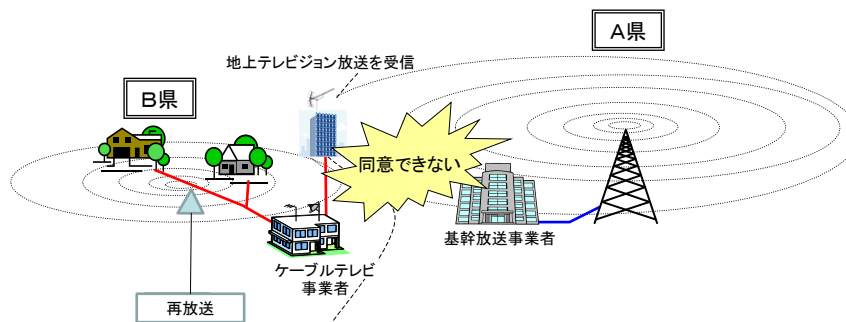 A県
地上テレビジョン放送を受信
B県
同意できない
基幹放送事業者
ケーブルテレビ
事業者
再放送